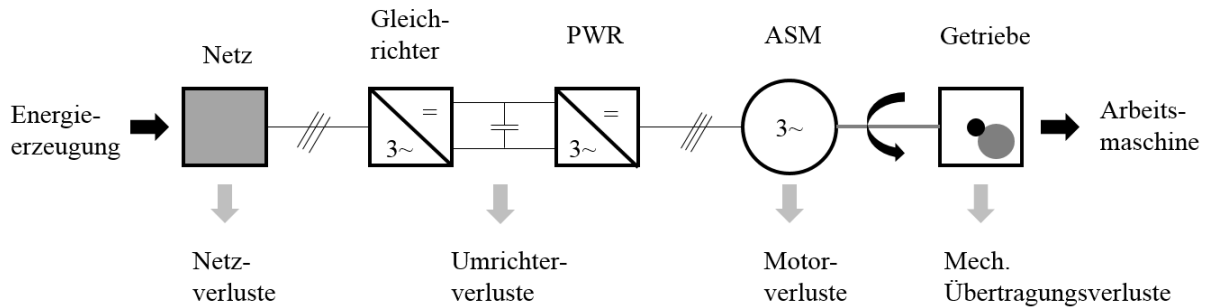 Netz
Gleich-
richter
PWR
ASM
Getriebe
Energie-
erzeugung
=
3~
=
3~
3~
Arbeits-
maschine
Netz-
verluste
Umrichter-
verluste
Motor-
verluste
Mech.
Übertragungsverluste